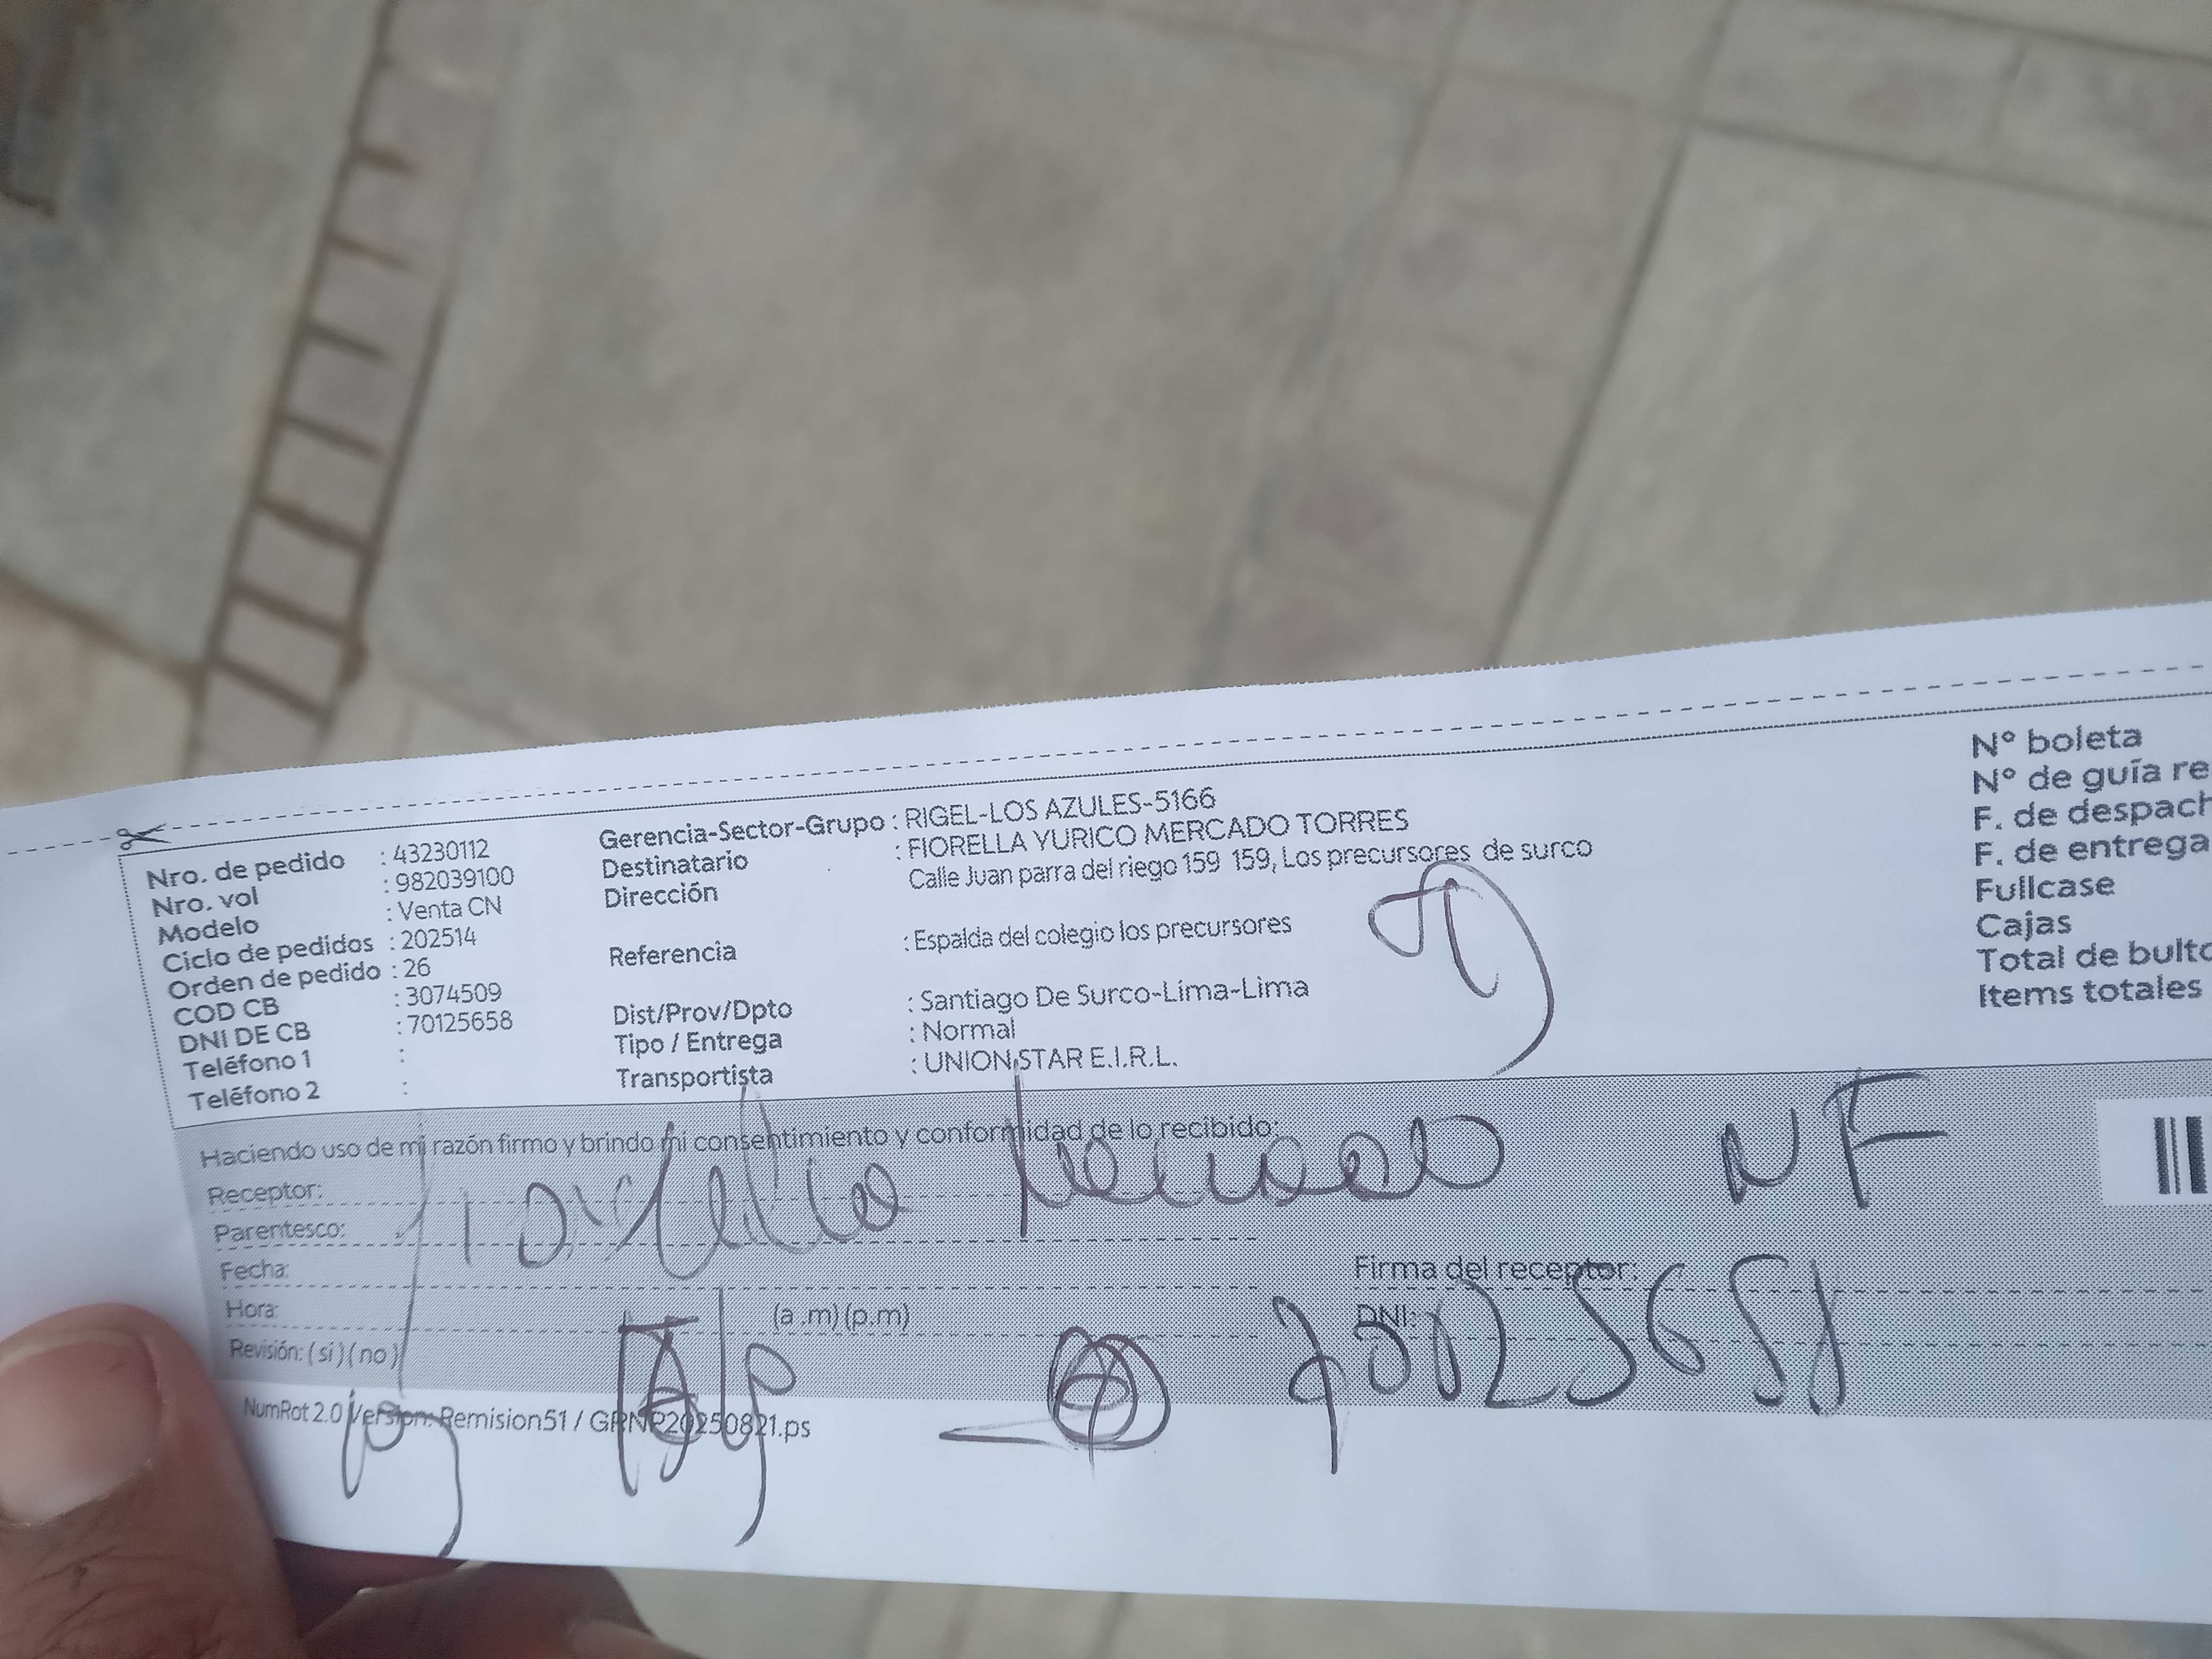 Nro. de pedido : 43230112
Nro. vol : 982039100
Modelo : Venta CN
Ciclo de pedidos : 202514
Orden de pedido : 26
COD CB : 3074509
DNI DE CB : 70125658
Teléfono 1 :
Teléfono 2 :
Gerencia-Sector-Grupo : RIGEL-LOS AZULES-5166
Destinatario : FIORELLA YURICO MERCADO TORRES
Dirección Calle Juan parra del riego 159 159, Los precursores de surco
Referencia : Espalda del colegio los precursores
Dist/Prov/Dpto : Santiago De Surco-Lima-Lima
Tipo / Entrega : Normal
Transportista : UNION STAR E.I.R.L.
N° boleta
N° de guía re
F. de despach
F. de entrega
Fullcase
Cajas
Total de bulto
Items totales
Haciendo uso de mi razón firmo y brindo mi consentimiento y conformidad de lo recibido:
Receptor:
Parentesco:
Fecha:
Hora: (a .m) (p.m)
Revisión: ( si ) ( no )
Fiorella
NF
Firma del receptor:
DNI:
NumRot 2.0 Version: Remision51 / GRNP20250821.ps